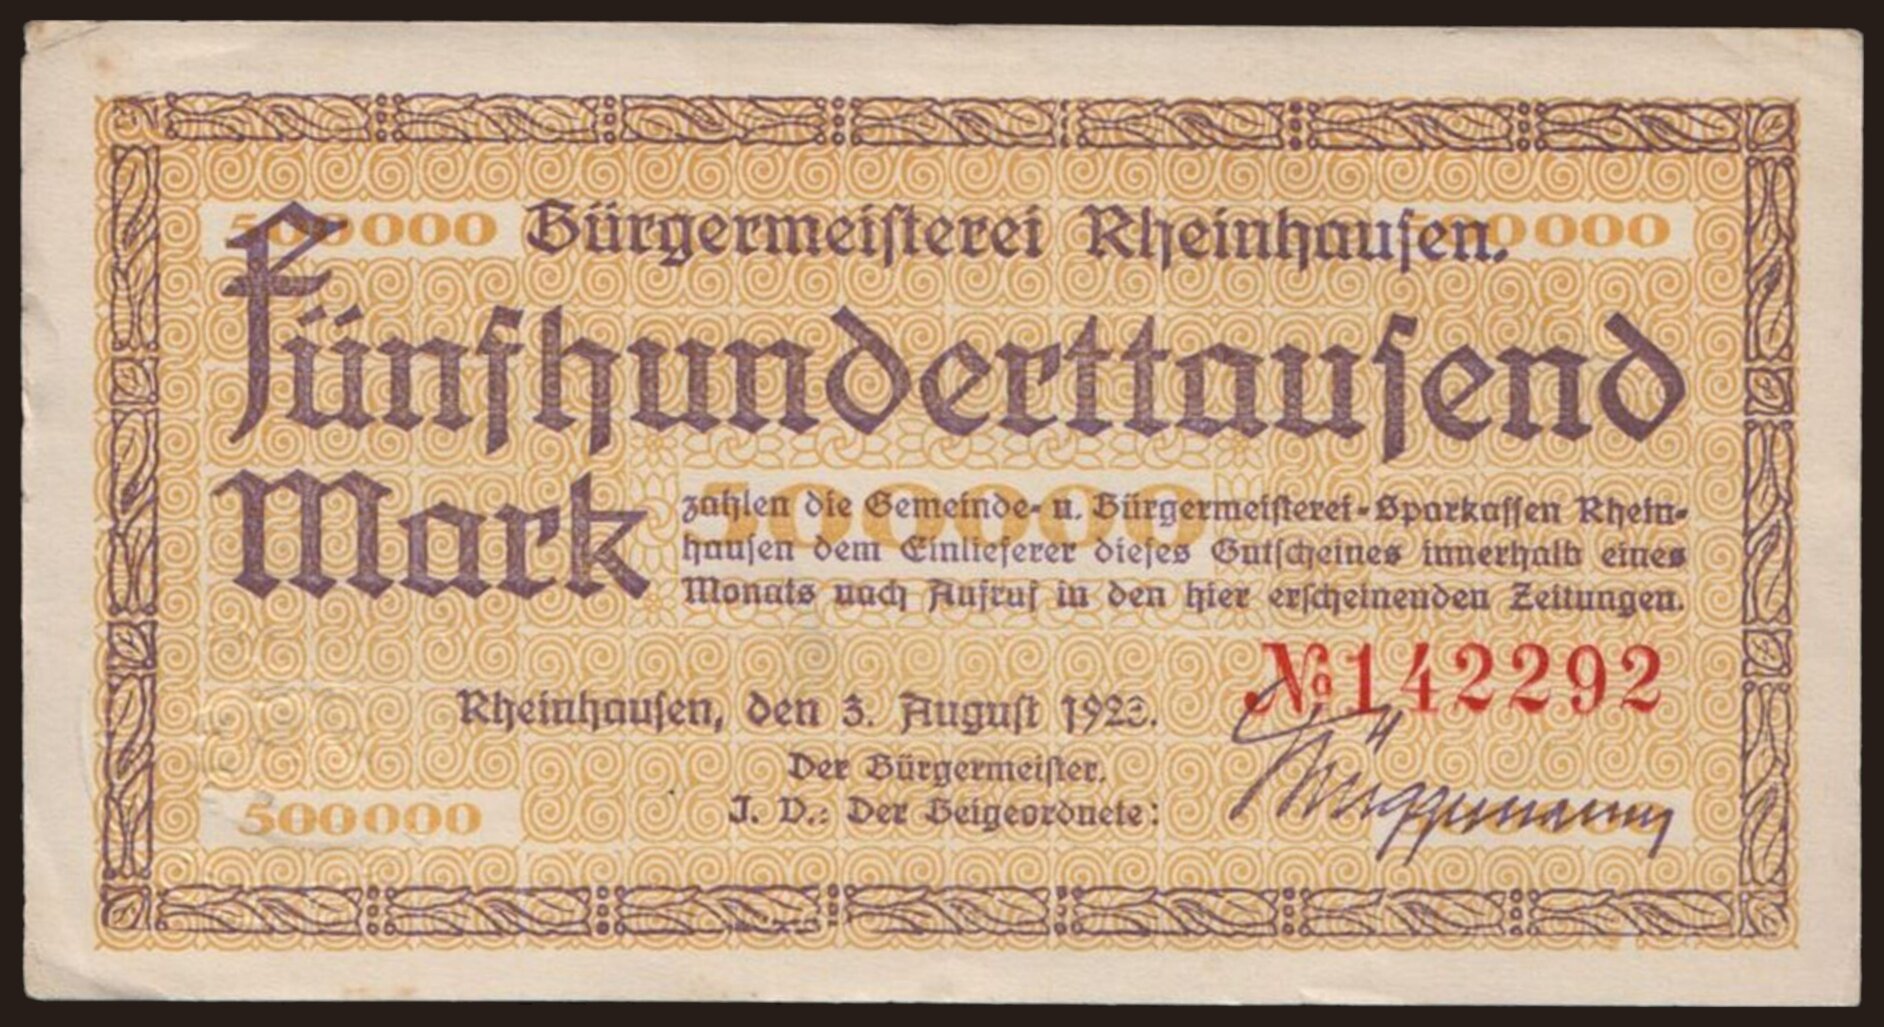 500000 Bürgermeisterei Rheinhausen. 500000
Fünfhunderttausend
Mark
500000
zahlen die Gemeinde- u. Bürgermeisterei-Sparkassen Rhein-
hausen dem Einlieferer dieses Gutscheines innerhalb eines
Monats nach Aufruf in den hier erscheinenden Zeitungen.
№ 142292
Rheinhausen, den 3. August 1923.
Der Bürgermeister.
J. V.: Der Beigeordnete:
500000